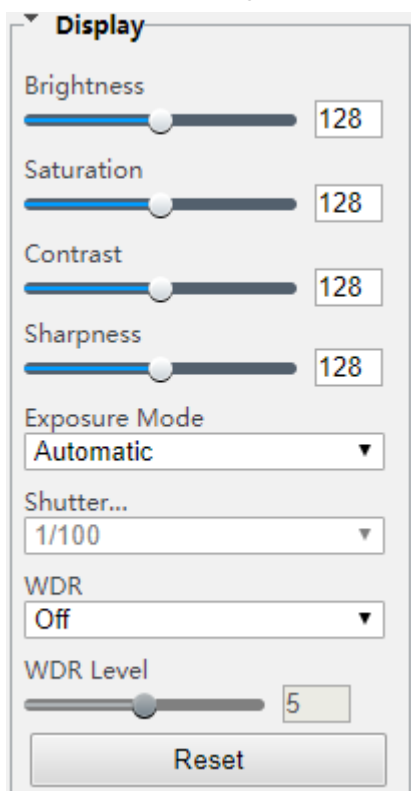 Display
Brightness
128
Saturation
128
Contrast
128
Sharpness
128
Exposure Mode
Automatic
Shutter...
1/100
WDR
Off
WDR Level
5
Reset